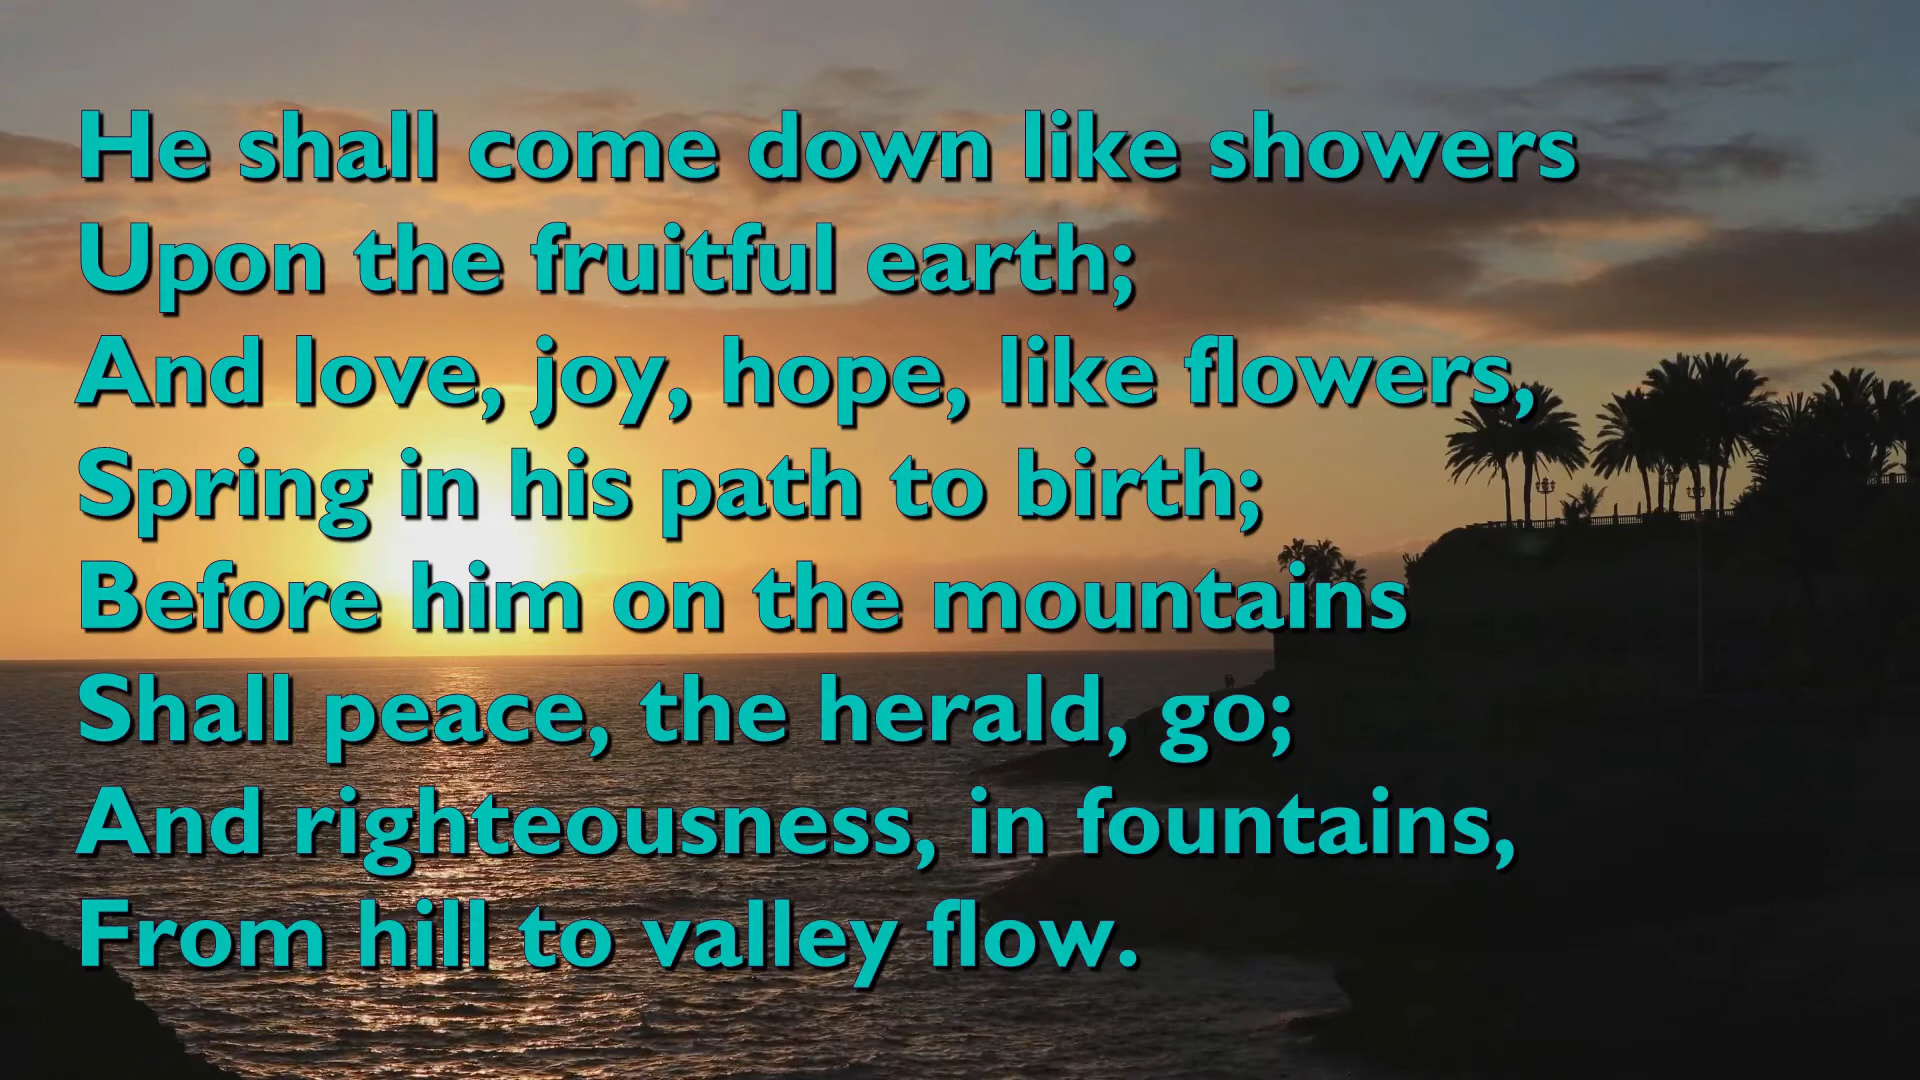 He shall come down like showers
Upon the fruitful earth;
And love, joy, hope, like flowers,
Spring in his path to birth;
Before him on the mountains
Shall peace, the herald, go;
And righteousness, in fountains,
From hill to valley flow.